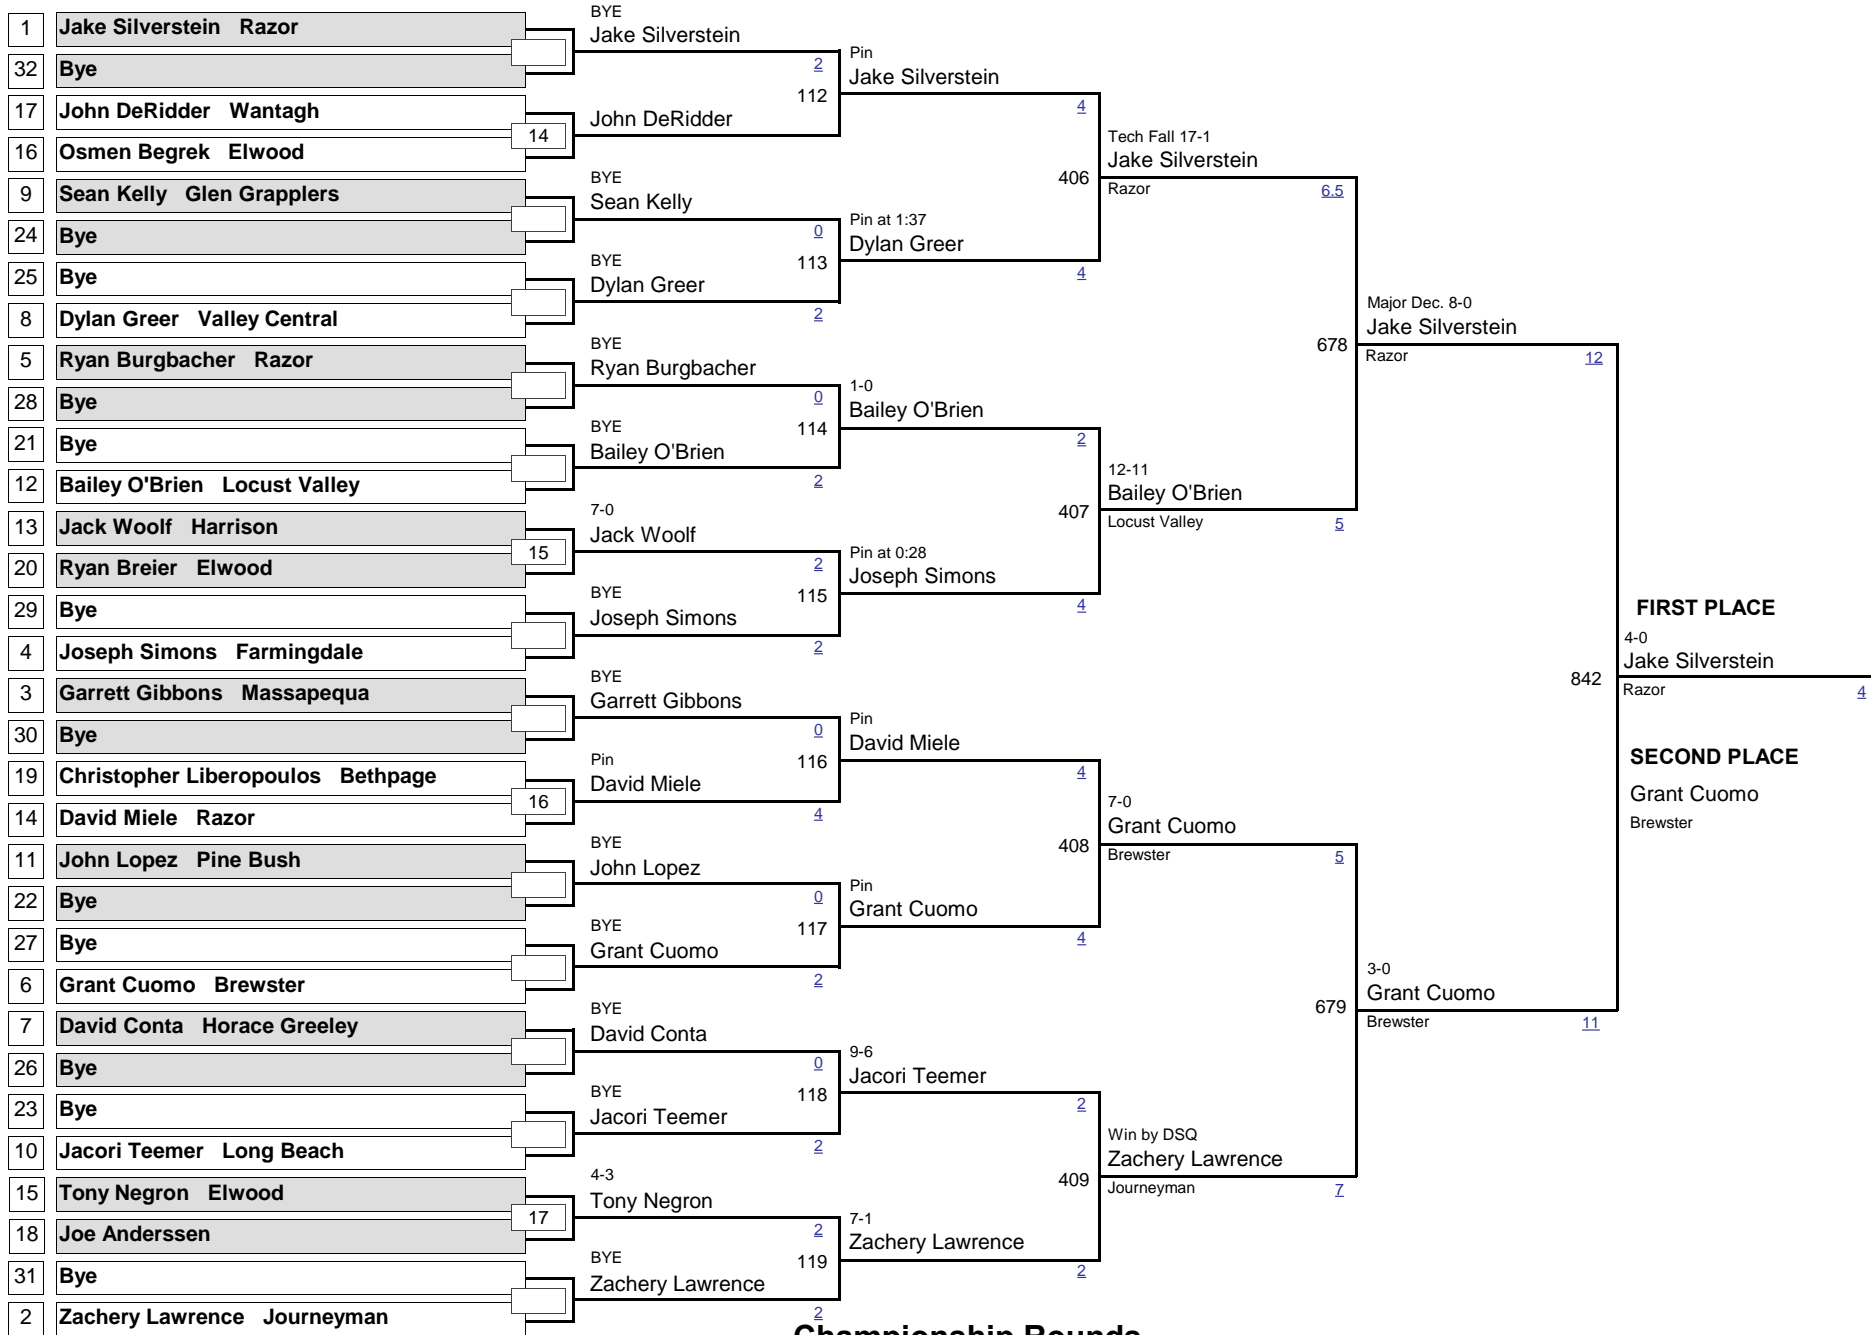 1 Jake Silverstein Razor
32 Bye
17 John DeRidder Wantagh
14
16 Osmen Begrek Elwood
9 Sean Kelly Glen Grapplers
24 Bye
25 Bye
8 Dylan Greer Valley Central
5 Ryan Burgbacher Razor
28 Bye
21 Bye
12 Bailey O'Brien Locust Valley
13 Jack Woolf Harrison
15
20 Ryan Breier Elwood
29 Bye
4 Joseph Simons Farmingdale
3 Garrett Gibbons Massapequa
30 Bye
19 Christopher Liberopoulos Bethpage
16
14 David Miele Razor
11 John Lopez Pine Bush
22 Bye
27 Bye
6 Grant Cuomo Brewster
7 David Conta Horace Greeley
26 Bye
23 Bye
10 Jacori Teemer Long Beach
15 Tony Negron Elwood
17
18 Joe Anderssen
31 Bye
2 Zachery Lawrence Journeyman
BYE
Jake Silverstein
2
112
John DeRidder
BYE
Sean Kelly
0
113
BYE
Dylan Greer
2
BYE
Ryan Burgbacher
0
114
BYE
Bailey O'Brien
2
7-0
Jack Woolf
2
115
BYE
Joseph Simons
2
BYE
Garrett Gibbons
0
116
Pin
David Miele
4
BYE
John Lopez
0
117
BYE
Grant Cuomo
2
BYE
David Conta
0
118
BYE
Jacori Teemer
2
4-3
Tony Negron
2
119
BYE
Zachery Lawrence
2
Pin
Jake Silverstein
4
406
Pin at 1:37
Dylan Greer
4
1-0
Bailey O'Brien
2
407
Pin at 0:28
Joseph Simons
4
Pin
David Miele
4
408
Pin
Grant Cuomo
4
9-6
Jacori Teemer
2
409
7-1
Zachery Lawrence
2
Tech Fall 17-1
Jake Silverstein
Razor 6.5
678
12-11
Bailey O'Brien
Locust Valley 5
7-0
Grant Cuomo
Brewster 5
679
Win by DSQ
Zachery Lawrence
Journeyman 7
Major Dec. 8-0
Jake Silverstein
Razor 12
842
3-0
Grant Cuomo
Brewster 11
FIRST PLACE
4-0
Jake Silverstein
Razor 4
SECOND PLACE
Grant Cuomo
Brewster
Championship Rounds